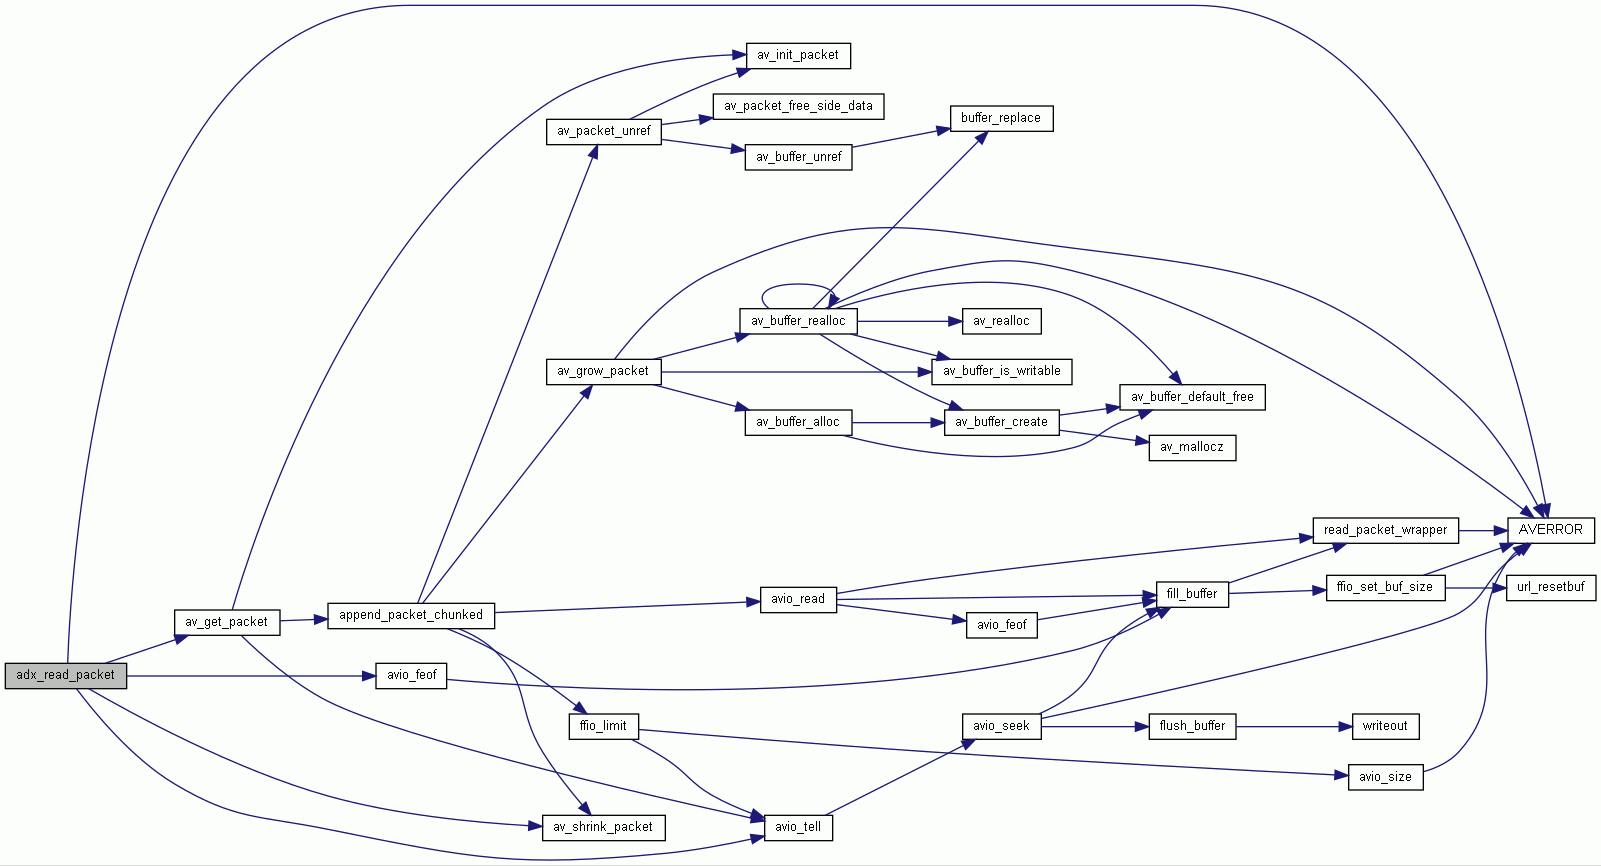 av_init_packet
av_packet_free_side_data
buffer_replace
av_packet_unref
av_buffer_unref
av_buffer_realloc
av_realloc
av_grow_packet
av_buffer_is_writable
av_buffer_default_free
av_buffer_alloc
av_buffer_create
av_mallocz
read_packet_wrapper
AVERROR
ffio_set_buf_size
url_resetbuf
fill_buffer
avio_read
append_packet_chunked
av_get_packet
avio_feof
adx_read_packet
avio_feof
ffio_limit
avio_seek
flush_buffer
writeout
avio_size
av_shrink_packet
avio_tell